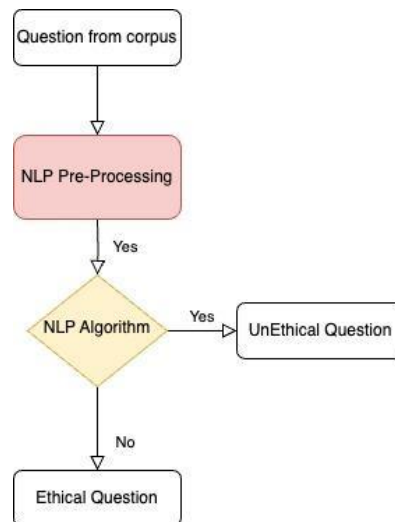 Question from corpus
NLP Pre-Processing
Yes
NLP Algorithm
Yes
UnEthical Question
No
Ethical Question